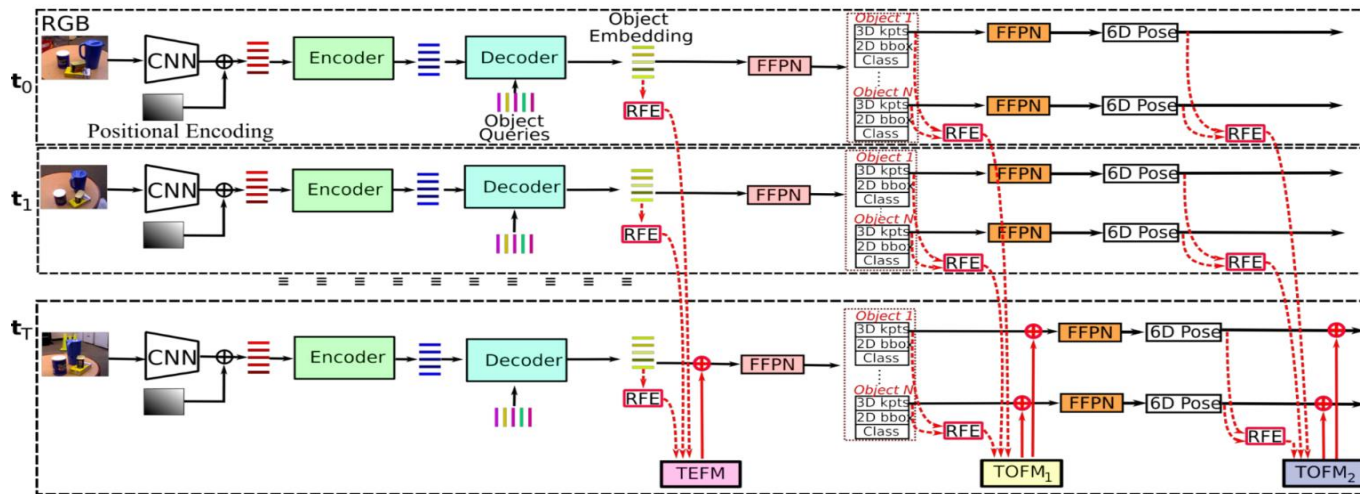 RGB
t0
CNN
Positional Encoding
Encoder
Decoder
Object
Queries
Object
Embedding
RFE
FFPN
Object 1
3D kpts
2D bbox
Class
Object N
3D kpts
2D bbox
Class
RFE
FFPN
6D Pose
FFPN
6D Pose
RFE
t1
CNN
Encoder
Decoder
RFE
FFPN
Object 1
3D kpts
2D bbox
Class
Object N
3D kpts
2D bbox
Class
RFE
FFPN
6D Pose
FFPN
6D Pose
RFE
tT
CNN
Encoder
Decoder
RFE
FFPN
Object 1
3D kpts
2D bbox
Class
Object N
3D kpts
2D bbox
Class
RFE
FFPN
6D Pose
FFPN
6D Pose
RFE
TEFM
TOFM1
TOFM2